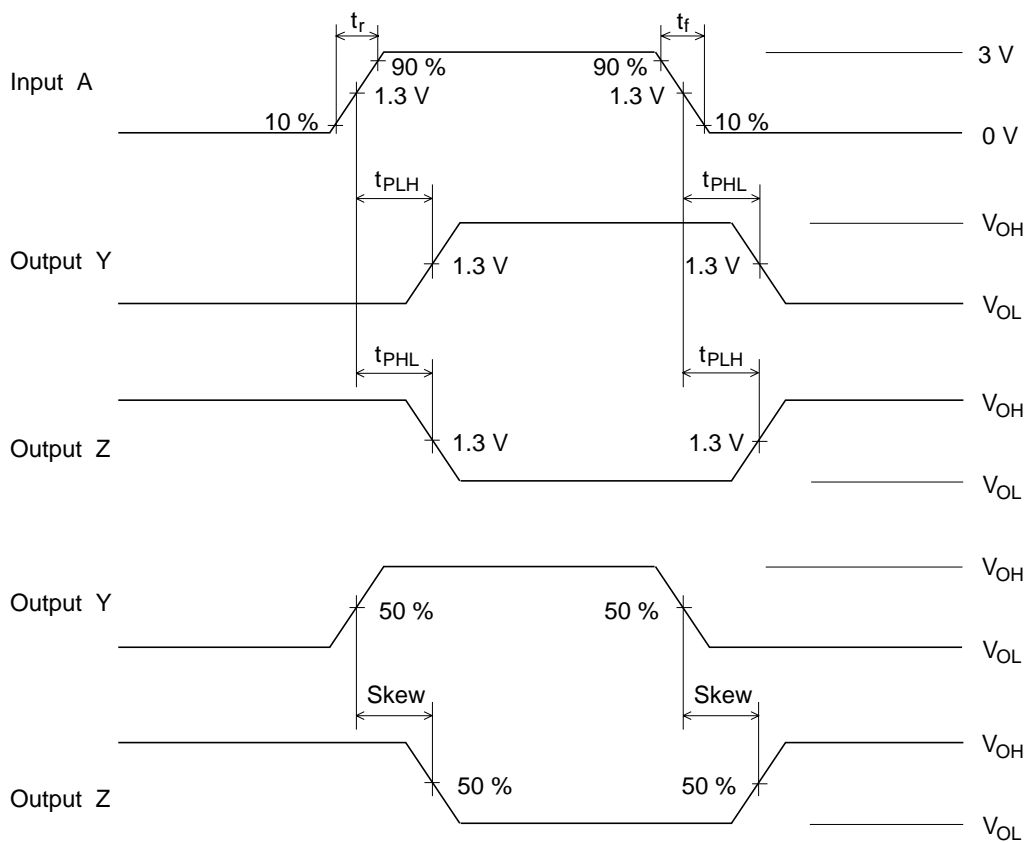 tr tf
3 V
Input A 90 % 90 %
1.3 V 1.3 V
10 % 10 %
0 V
tPLH tPHL
VOH
Output Y 1.3 V 1.3 V
VOL
tPHL tPLH
VOH
Output Z 1.3 V 1.3 V
VOL
VOH
Output Y 50 % 50 %
VOL
Skew Skew
VOH
Output Z 50 % 50 %
VOL